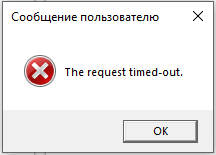 Сообщение пользователю
The request timed-out.
OK